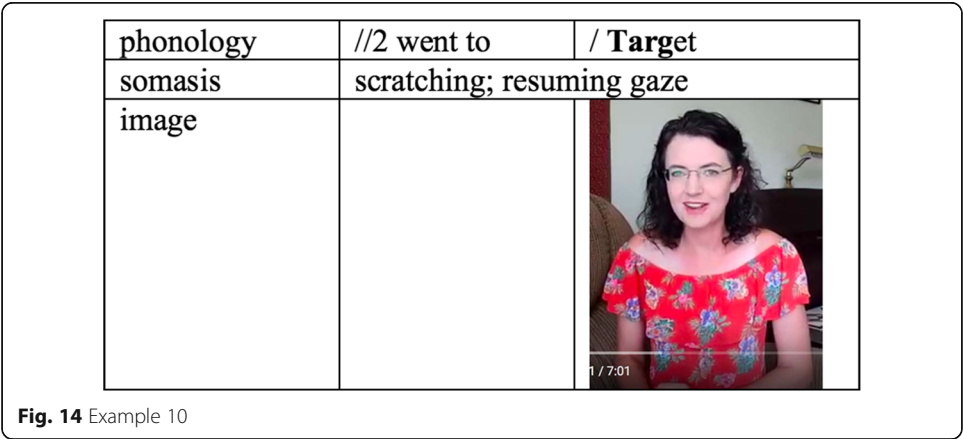 phonology //2 went to / Target
somasis scratching; resuming gaze
image
1 / 7:01
Fig. 14 Example 10